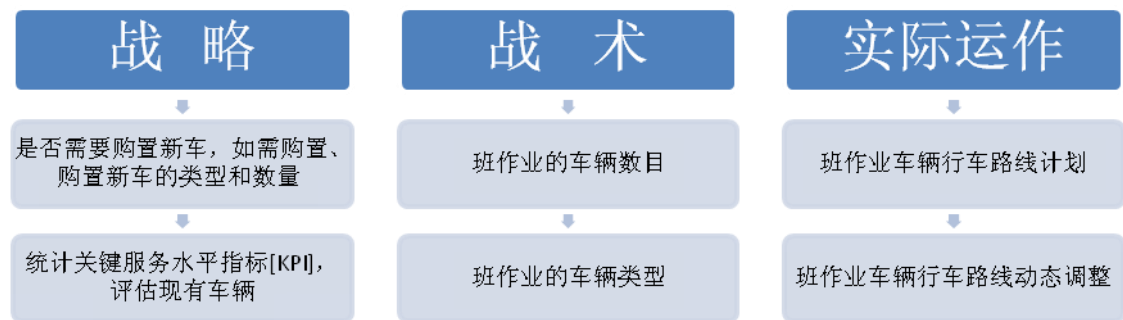 战 略
是否需要购置新车，如需购置、
购置新车的类型和数量
统计关键服务水平指标[KPI]，
评估现有车辆
战 术
班作业的车辆数目
班作业的车辆类型
实际运作
班作业车辆行车路线计划
班作业车辆行车路线动态调整